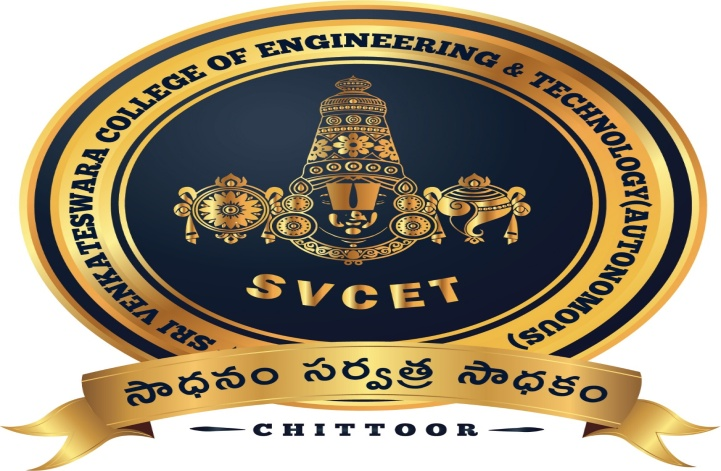 SRI VENKATESWARA COLLEGE OF ENGINEERING & TECHNOLOGY(AUTONOMOUS)
SVCET
సాధనం సర్వత్ర సాధకం
CHITTOOR